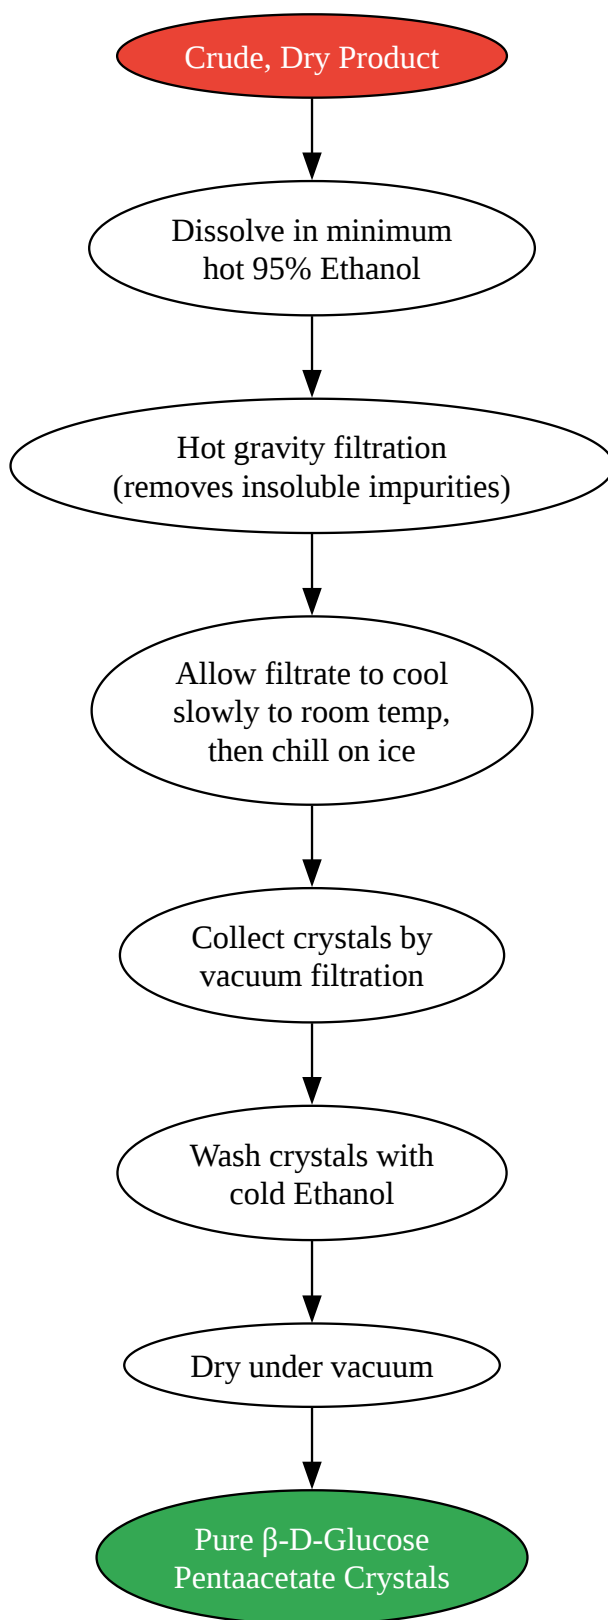 Crude, Dry Product
Dissolve in minimum
hot 95% Ethanol
Hot gravity filtration
(removes insoluble impurities)
Allow filtrate to cool
slowly to room temp,
then chill on ice
Collect crystals by
vacuum filtration
Wash crystals with
cold Ethanol
Dry under vacuum
Pure β-D-Glucose
Pentaacetate Crystals